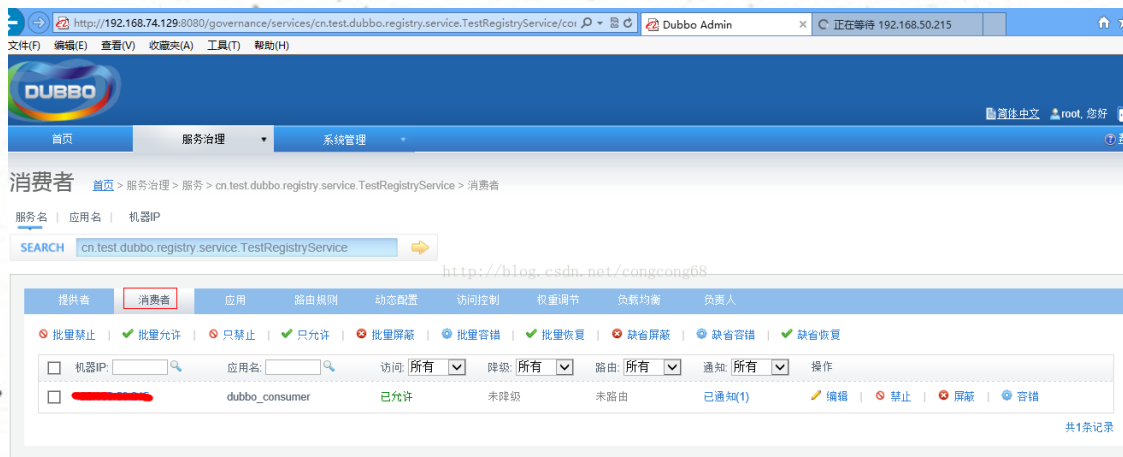 http://192.168.74.129:8080/governance/services/cn.test.dubbo.registry.service.TestRegistryService/cor Dubbo Admin × 正在等待 192.168.50.215
文件(F) 编辑(E) 查看(V) 收藏夹(A) 工具(T) 帮助(H)
DUBBO
简体中文 root, 您好
首页 服务治理 系统管理
消费者 首页 > 服务治理 > 服务 > cn.test.dubbo.registry.service.TestRegistryService > 消费者
服务名 | 应用名 | 机器IP
SEARCH cn.test.dubbo.registry.service.TestRegistryService
http://blog.csdn.net/congcong68
提供者 消费者 应用 路由规则 动态配置 访问控制 权重调节 负载均衡 负责人
批量禁止 | 批量允许 | 只禁止 | 只允许 | 批量屏蔽 | 批量容错 | 批量恢复 | 缺省屏蔽 | 缺省容错 | 缺省恢复
机器IP: 应用名: 访问: 所有 降级: 所有 路由: 所有 通知: 所有 操作
dubbo_consumer 已允许 未降级 未路由 已通知(1) 编辑 | 禁止 | 屏蔽 | 容错
共1条记录